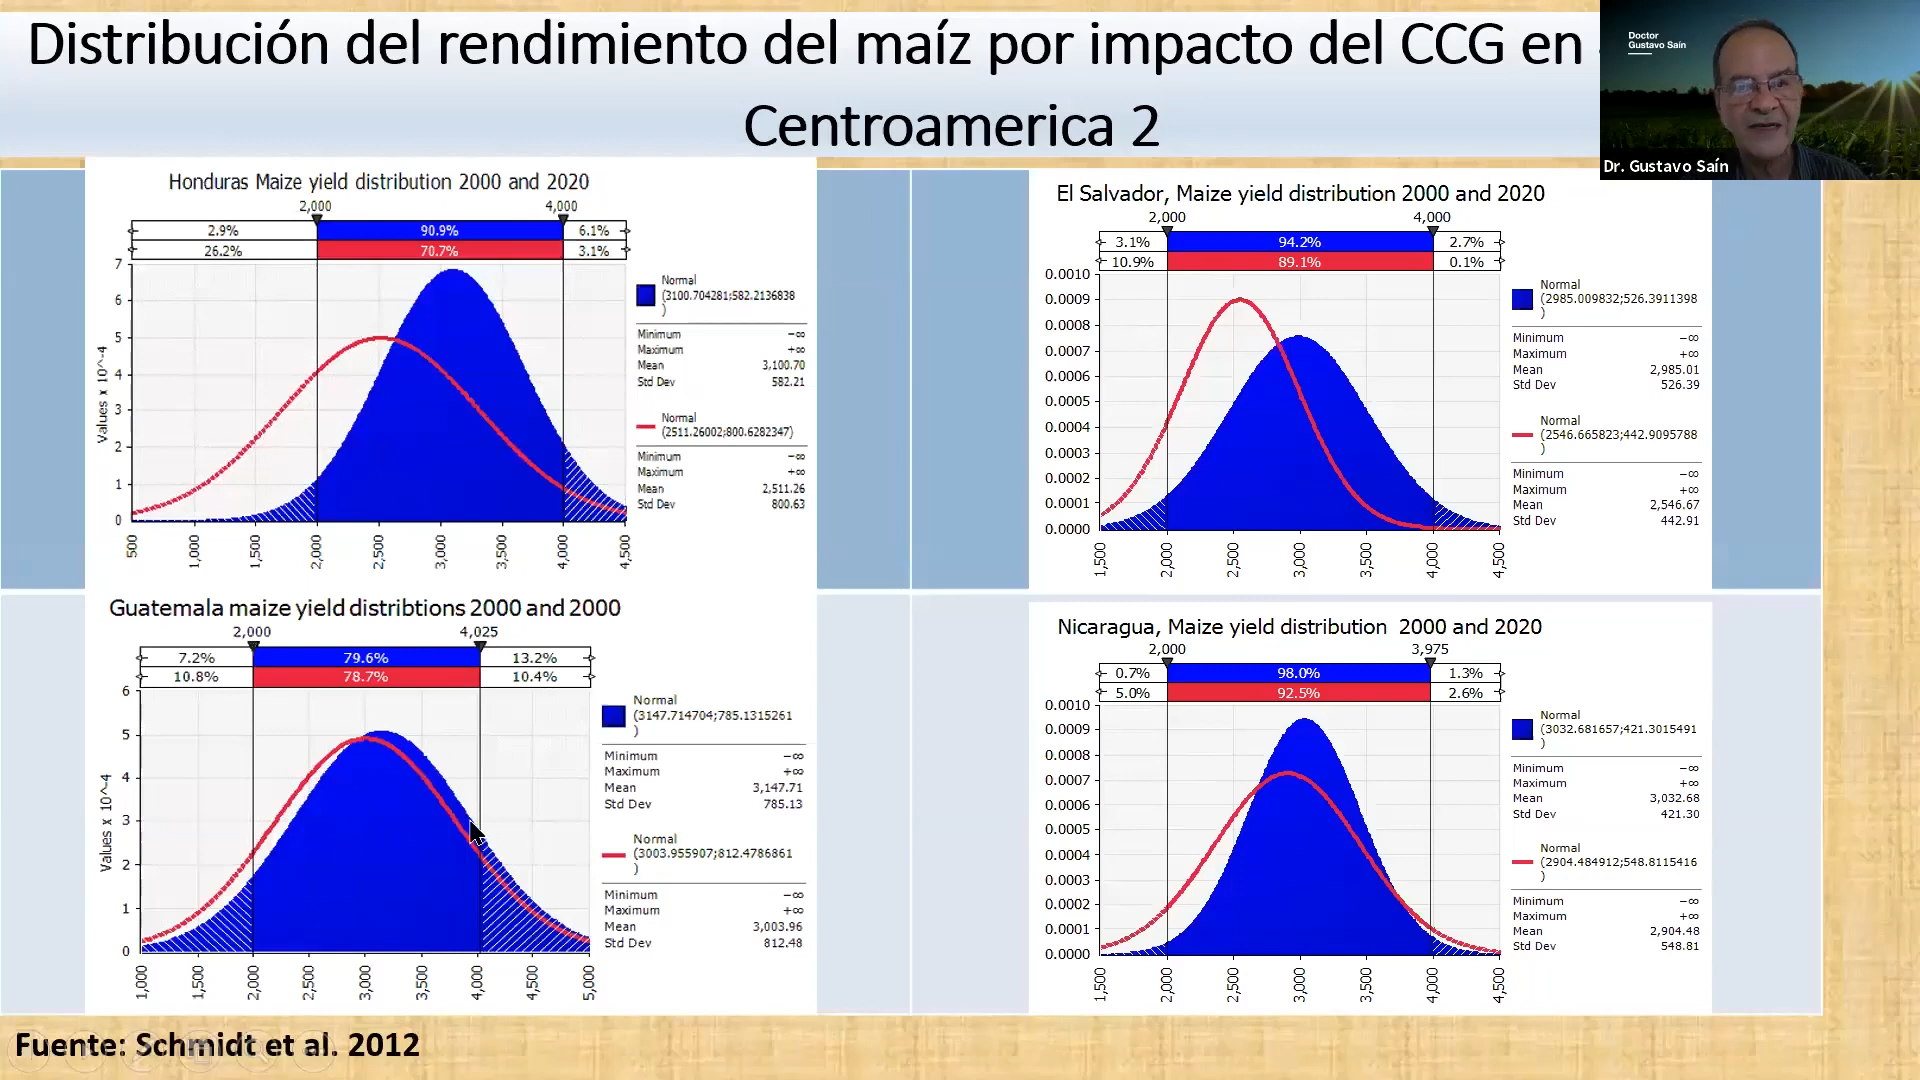 Distribución del rendimiento del maíz por impacto del CCG en
Centroamerica 2
Doctor
Gustavo Saín
Dr. Gustavo Saín
Honduras Maize yield distribution 2000 and 2020
2,000 4,000
2.9% 90.9% 6.1%
26.2% 70.7% 3.1%
Values x 10^-4
7
6
5
4
3
2
1
0
500 1,000 1,500 2,000 2,500 3,000 3,500 4,000 4,500
Normal
(3100.704281;582.2136838
)
Minimum −∞
Maximum +∞
Mean 3,100.70
Std Dev 582.21
Normal
(2511.26002;800.6282347)
Minimum −∞
Maximum +∞
Mean 2,511.26
Std Dev 800.63
El Salvador, Maize yield distribution 2000 and 2020
2,000 4,000
3.1% 94.2% 2.7%
10.9% 89.1% 0.1%
0.0010
0.0009
0.0008
0.0007
0.0006
0.0005
0.0004
0.0003
0.0002
0.0001
0.0000
1,500 2,000 2,500 3,000 3,500 4,000 4,500
Normal
(2985.009832;526.3911398
)
Minimum −∞
Maximum +∞
Mean 2,985.01
Std Dev 526.39
Normal
(2546.665823;442.9095788
)
Minimum −∞
Maximum +∞
Mean 2,546.67
Std Dev 442.91
Guatemala maize yield distribtions 2000 and 2000
2,000 4,025
7.2% 79.6% 13.2%
10.8% 78.7% 10.4%
Values x 10^-4
6
5
4
3
2
1
0
1,000 1,500 2,000 2,500 3,000 3,500 4,000 4,500 5,000
Normal
(3147.714704;785.1315261
)
Minimum −∞
Maximum +∞
Mean 3,147.71
Std Dev 785.13
Normal
(3003.955907;812.4786861
)
Minimum −∞
Maximum +∞
Mean 3,003.96
Std Dev 812.48
Nicaragua, Maize yield distribution 2000 and 2020
2,000 3,975
0.7% 98.0% 1.3%
5.0% 92.5% 2.6%
0.0010
0.0009
0.0008
0.0007
0.0006
0.0005
0.0004
0.0003
0.0002
0.0001
0.0000
1,500 2,000 2,500 3,000 3,500 4,000 4,500
Normal
(3032.681657;421.3015491
)
Minimum −∞
Maximum +∞
Mean 3,032.68
Std Dev 421.30
Normal
(2904.484912;548.8115416
)
Minimum −∞
Maximum +∞
Mean 2,904.48
Std Dev 548.81
Fuente: Schmidt et al. 2012